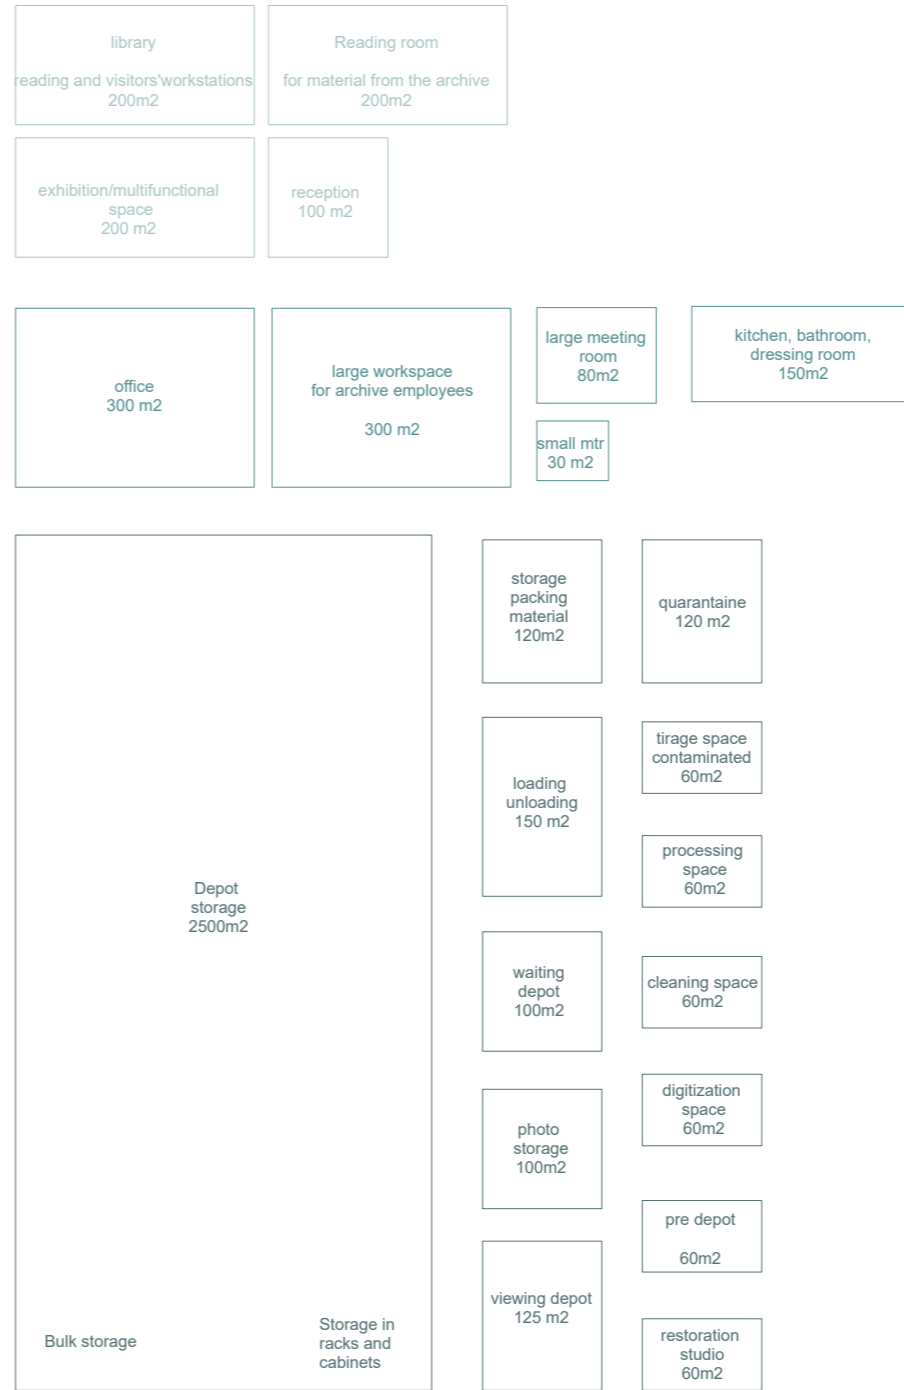 library
reading and visitors'workstations
200m2
Reading room
for material from the archive
200m2
exhibition/multifunctional
space
200 m2
reception
100 m2
office
300 m2
large workspace
for archive employees
300 m2
large meeting
room
80m2
small mtr
30 m2
kitchen, bathroom,
dressing room
150m2
Depot
storage
2500m2
Bulk storage
Storage in
racks and
cabinets
storage
packing
material
120m2
loading
unloading
150 m2
waiting
depot
100m2
photo
storage
100m2
viewing depot
125 m2
quarantaine
120 m2
tirage space
contaminated
60m2
processing
space
60m2
cleaning space
60m2
digitization
space
60m2
pre depot
60m2
restoration
studio
60m2